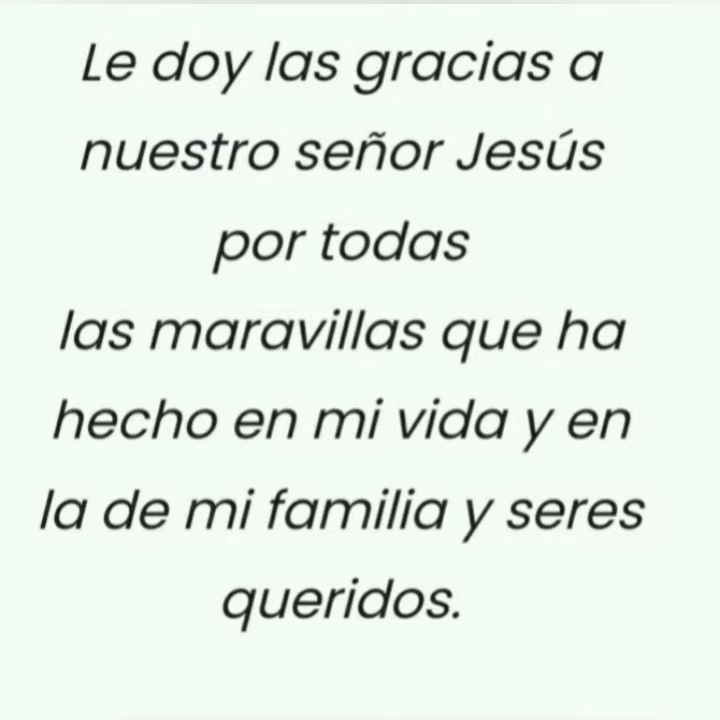 Le doy las gracias a
nuestro señor Jesús
por todas
las maravillas que ha
hecho en mi vida y en
la de mi familia y seres
queridos.